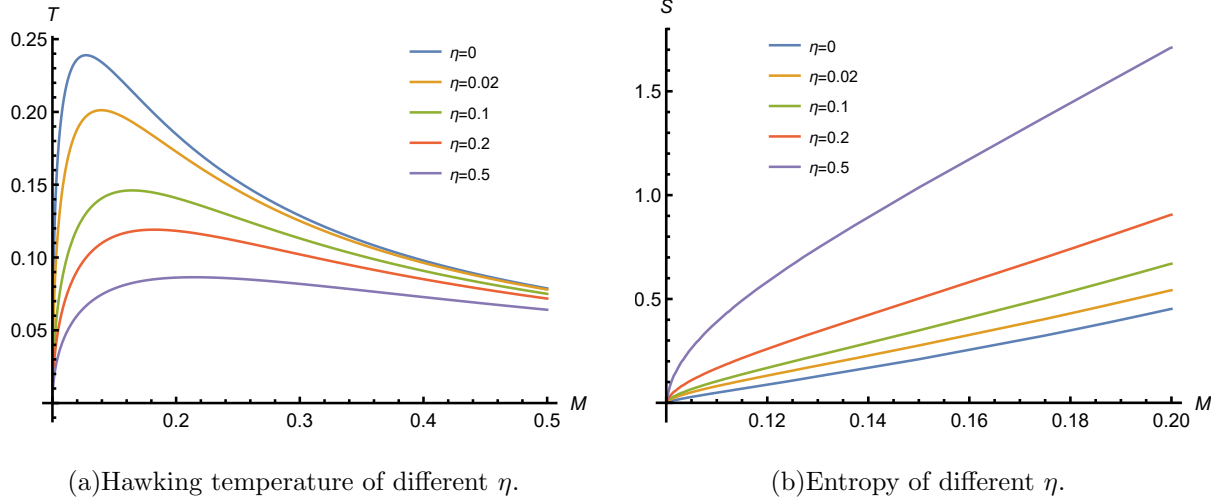 T
0.25
0.20
0.15
0.10
0.05
0.2
0.3
0.4
0.5
M
η=0
η=0.02
η=0.1
η=0.2
η=0.5
(a)Hawking temperature of different η.
S
1.5
1.0
0.5
0.12
0.14
0.16
0.18
0.20
M
η=0
η=0.02
η=0.1
η=0.2
η=0.5
(b)Entropy of different η.